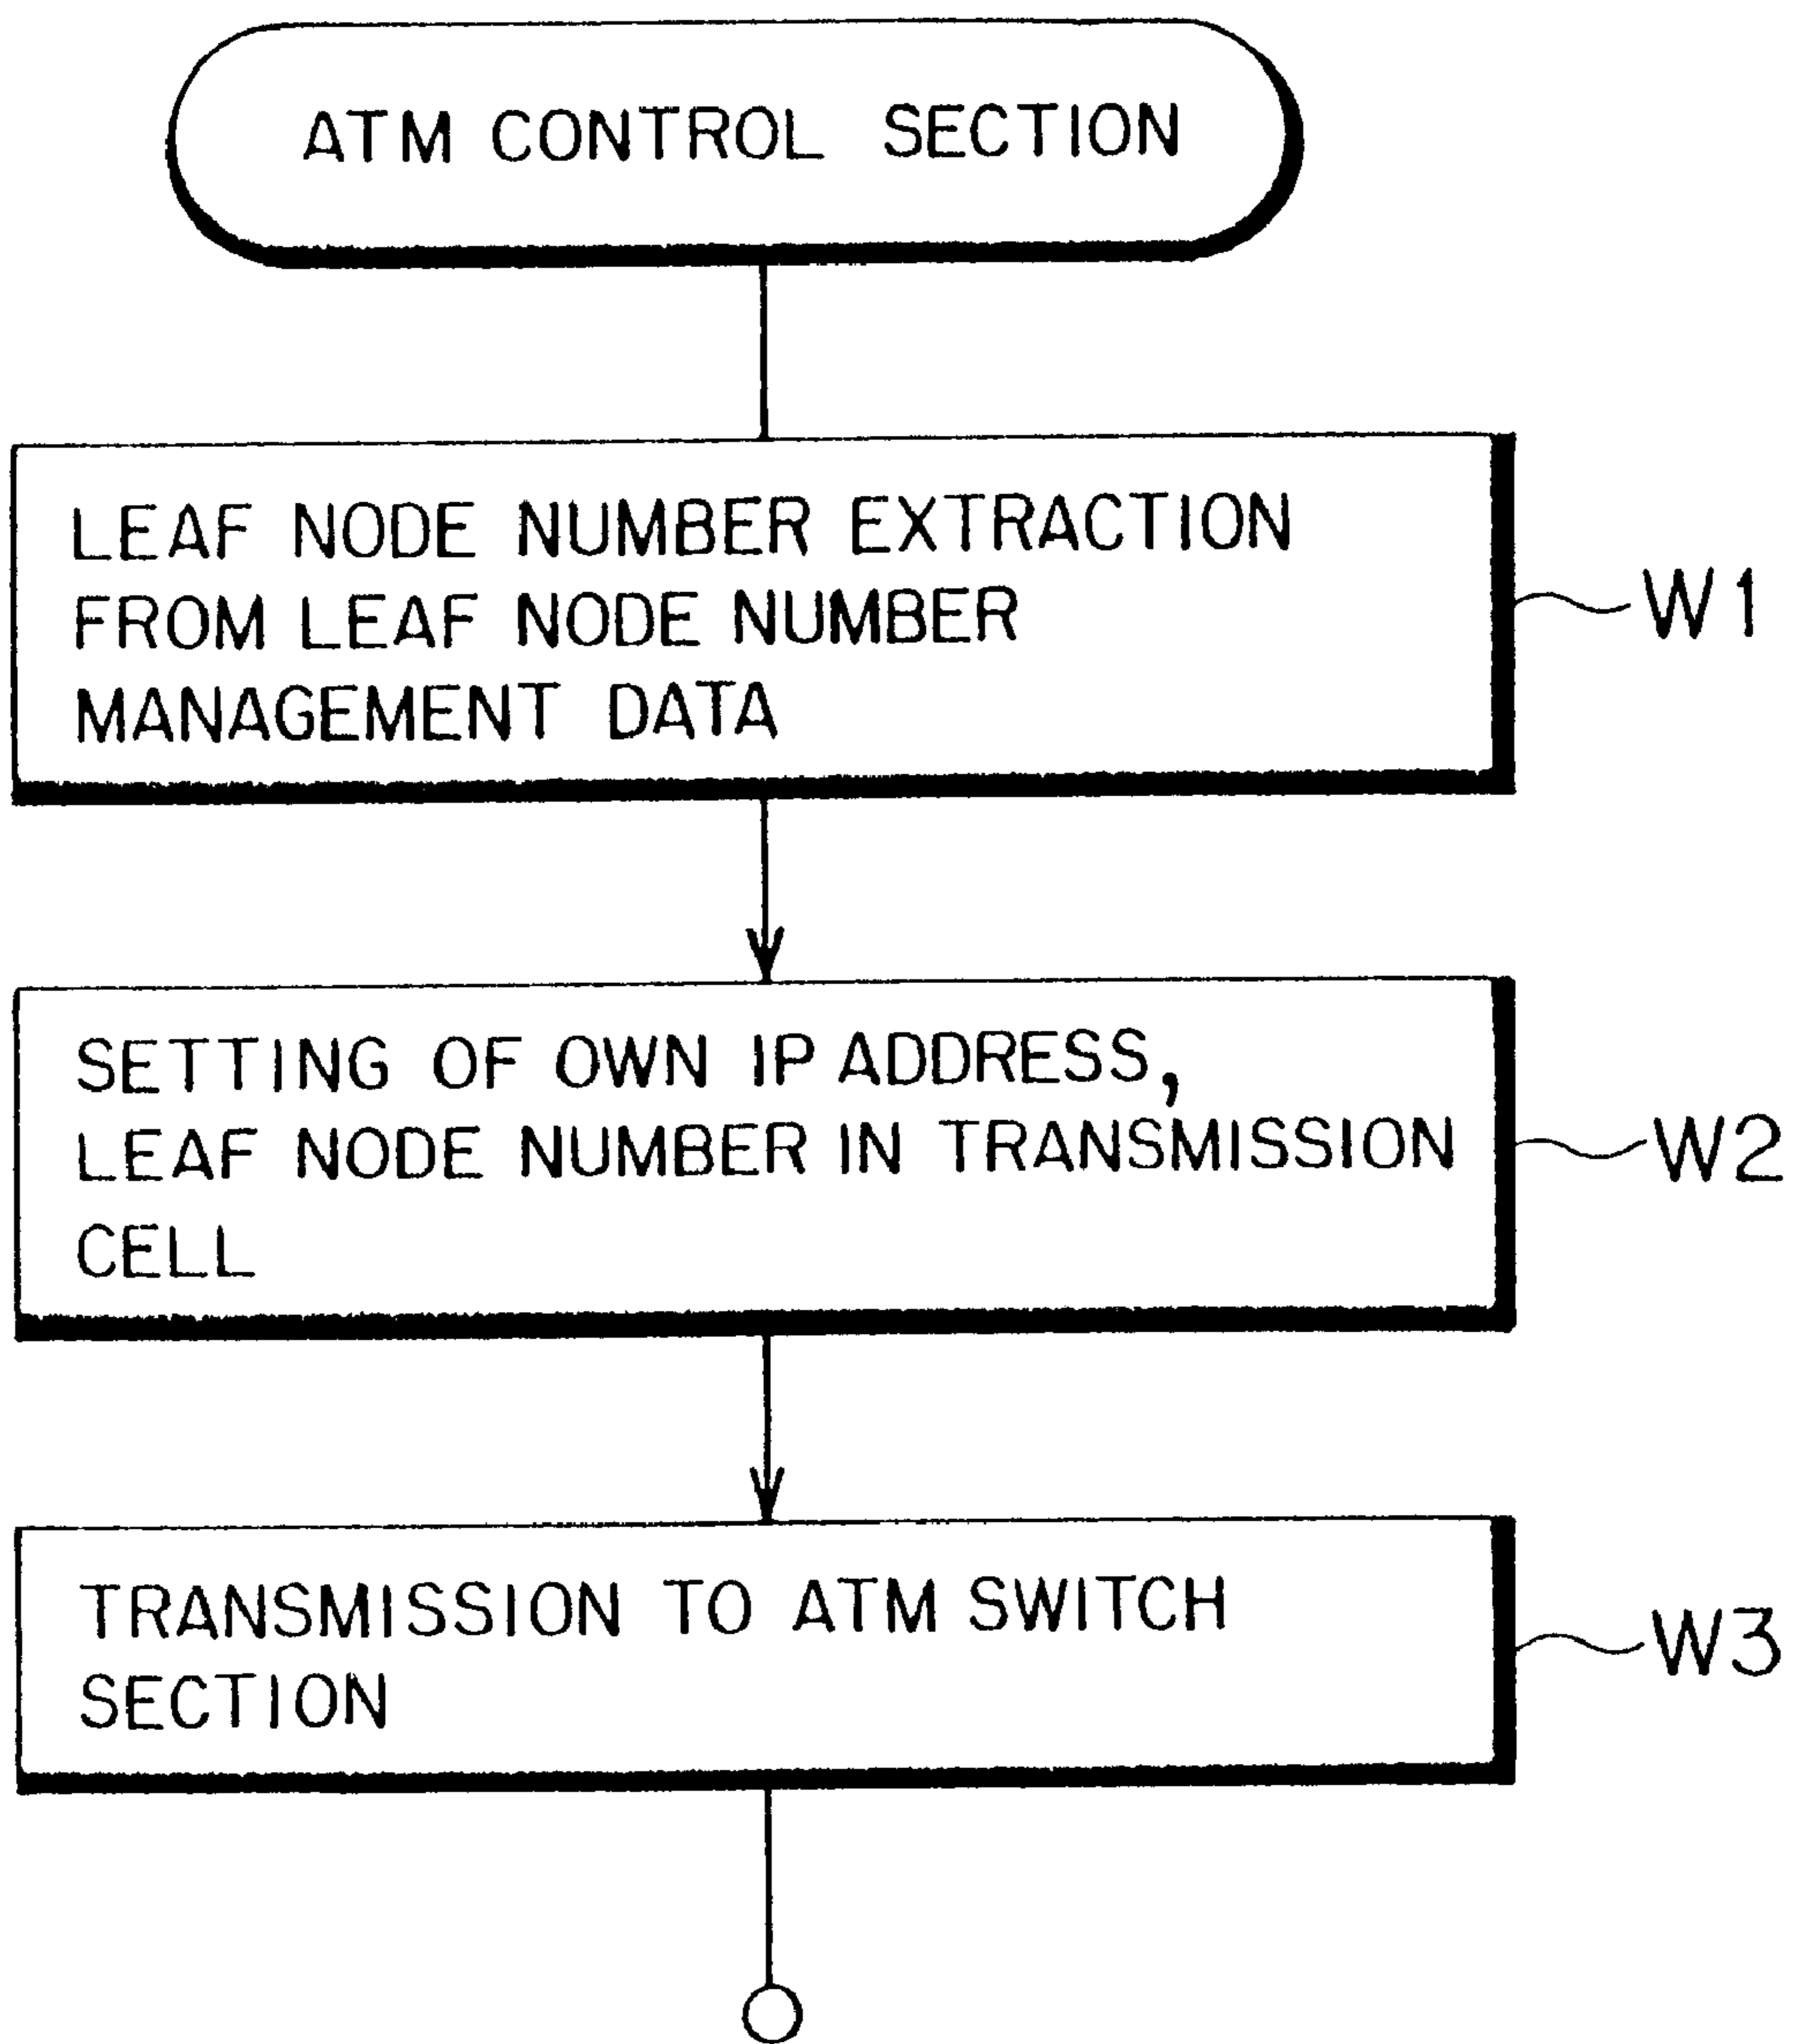 ATM CONTROL SECTION
LEAF NODE NUMBER EXTRACTION
FROM LEAF NODE NUMBER
MANAGEMENT DATA
W1
SETTING OF OWN IP ADDRESS,
LEAF NODE NUMBER IN TRANSMISSION
CELL
W2
TRANSMISSION TO ATM SWITCH
SECTION
W3